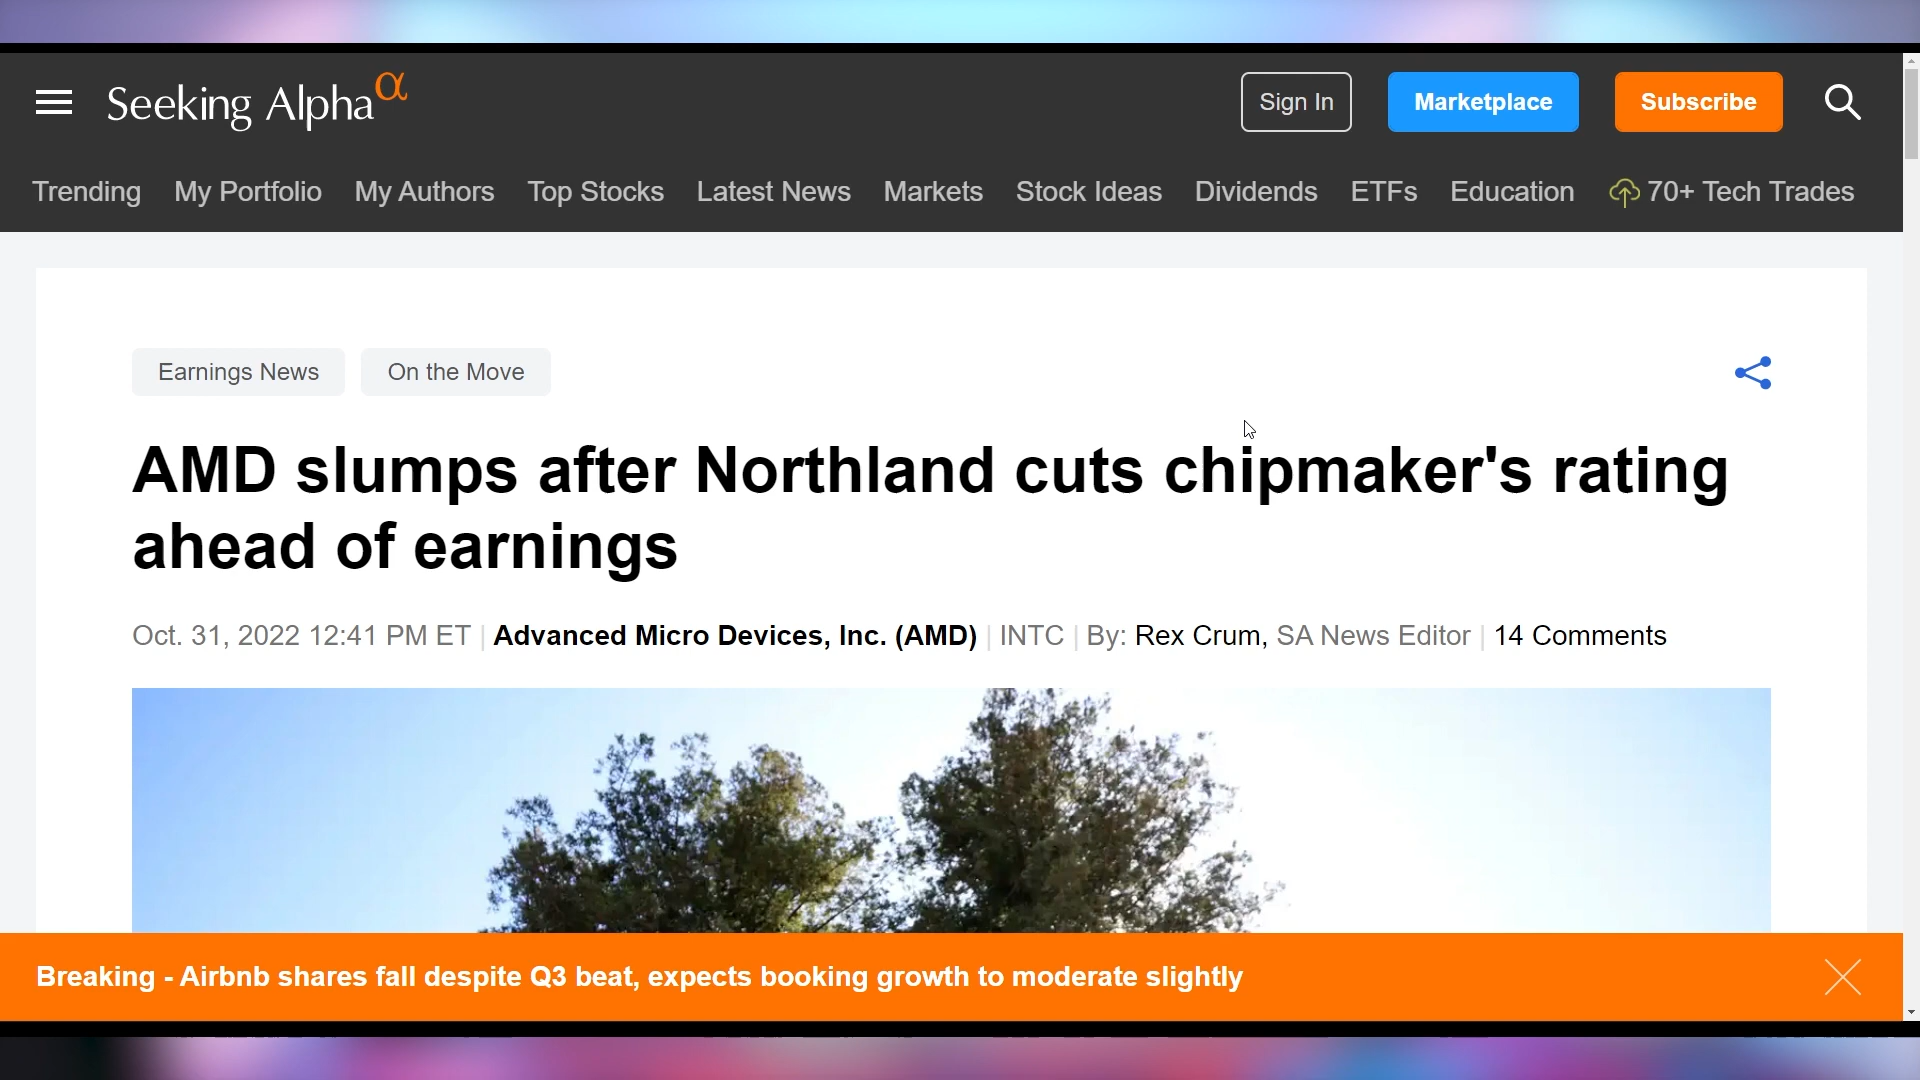 Seeking Alpha α
Sign In
Marketplace
Subscribe
Trending My Portfolio My Authors Top Stocks Latest News Markets Stock Ideas Dividends ETFs Education 70+ Tech Trades
Earnings News On the Move
AMD slumps after Northland cuts chipmaker's rating
ahead of earnings
Oct. 31, 2022 12:41 PM ET | Advanced Micro Devices, Inc. (AMD) | INTC | By: Rex Crum, SA News Editor | 14 Comments
Breaking - Airbnb shares fall despite Q3 beat, expects booking growth to moderate slightly